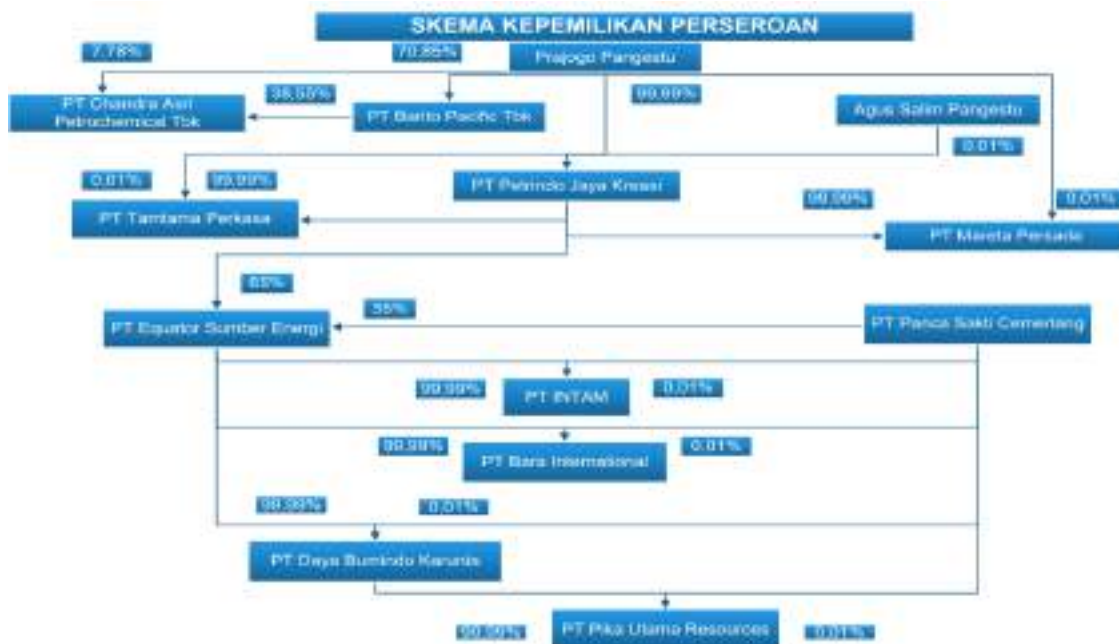 SKEMA KEPEMILIKAN PERSEROAN
7,78%
70,85%
Prajogo Pangestu
PT Chandra Asri
Petrochemical Tbk
PT Barito Pacific Tbk
99,99%
Agus Salim Pangestu
0,01%
0,01%
99,99%
PT Petrindo Jaya Kreasi
99,99%
0,01%
PT Tamtama Perkasa
PT Mareta Persada
PT Equator Sumber Energi
PT Panca Sakti Cemerlang
99,99%
0,01%
PT INTAM
99,99%
0,01%
PT Bara International
99,99%
0,01%
PT Daya Bumindo Karunia
99,99%
PT Pika Utama Resources
0,01%